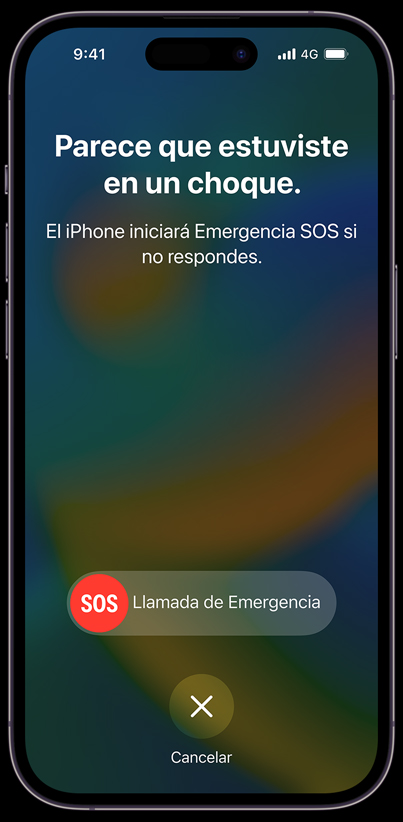 9:41
4G
Parece que estuviste
en un choque.
El iPhone iniciará Emergencia SOS si
no respondes.
SOS Llamada de Emergencia
Cancelar